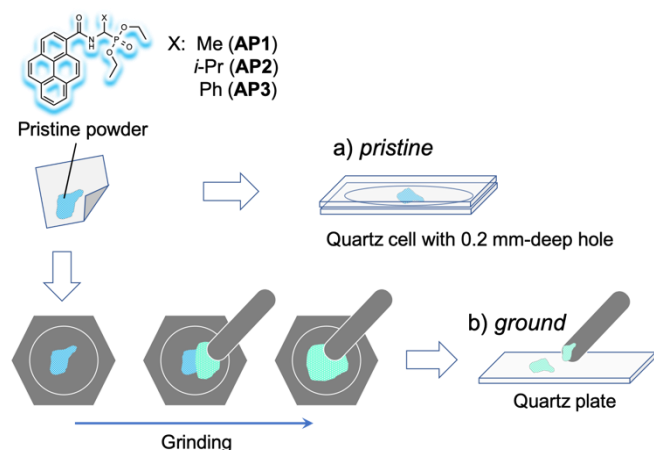 X: Me (AP1)
i-Pr (AP2)
Ph (AP3)
O
X
N
H
P
O
O
O
Pristine powder
a) pristine
Quartz cell with 0.2 mm-deep hole
b) ground
Quartz plate
Grinding